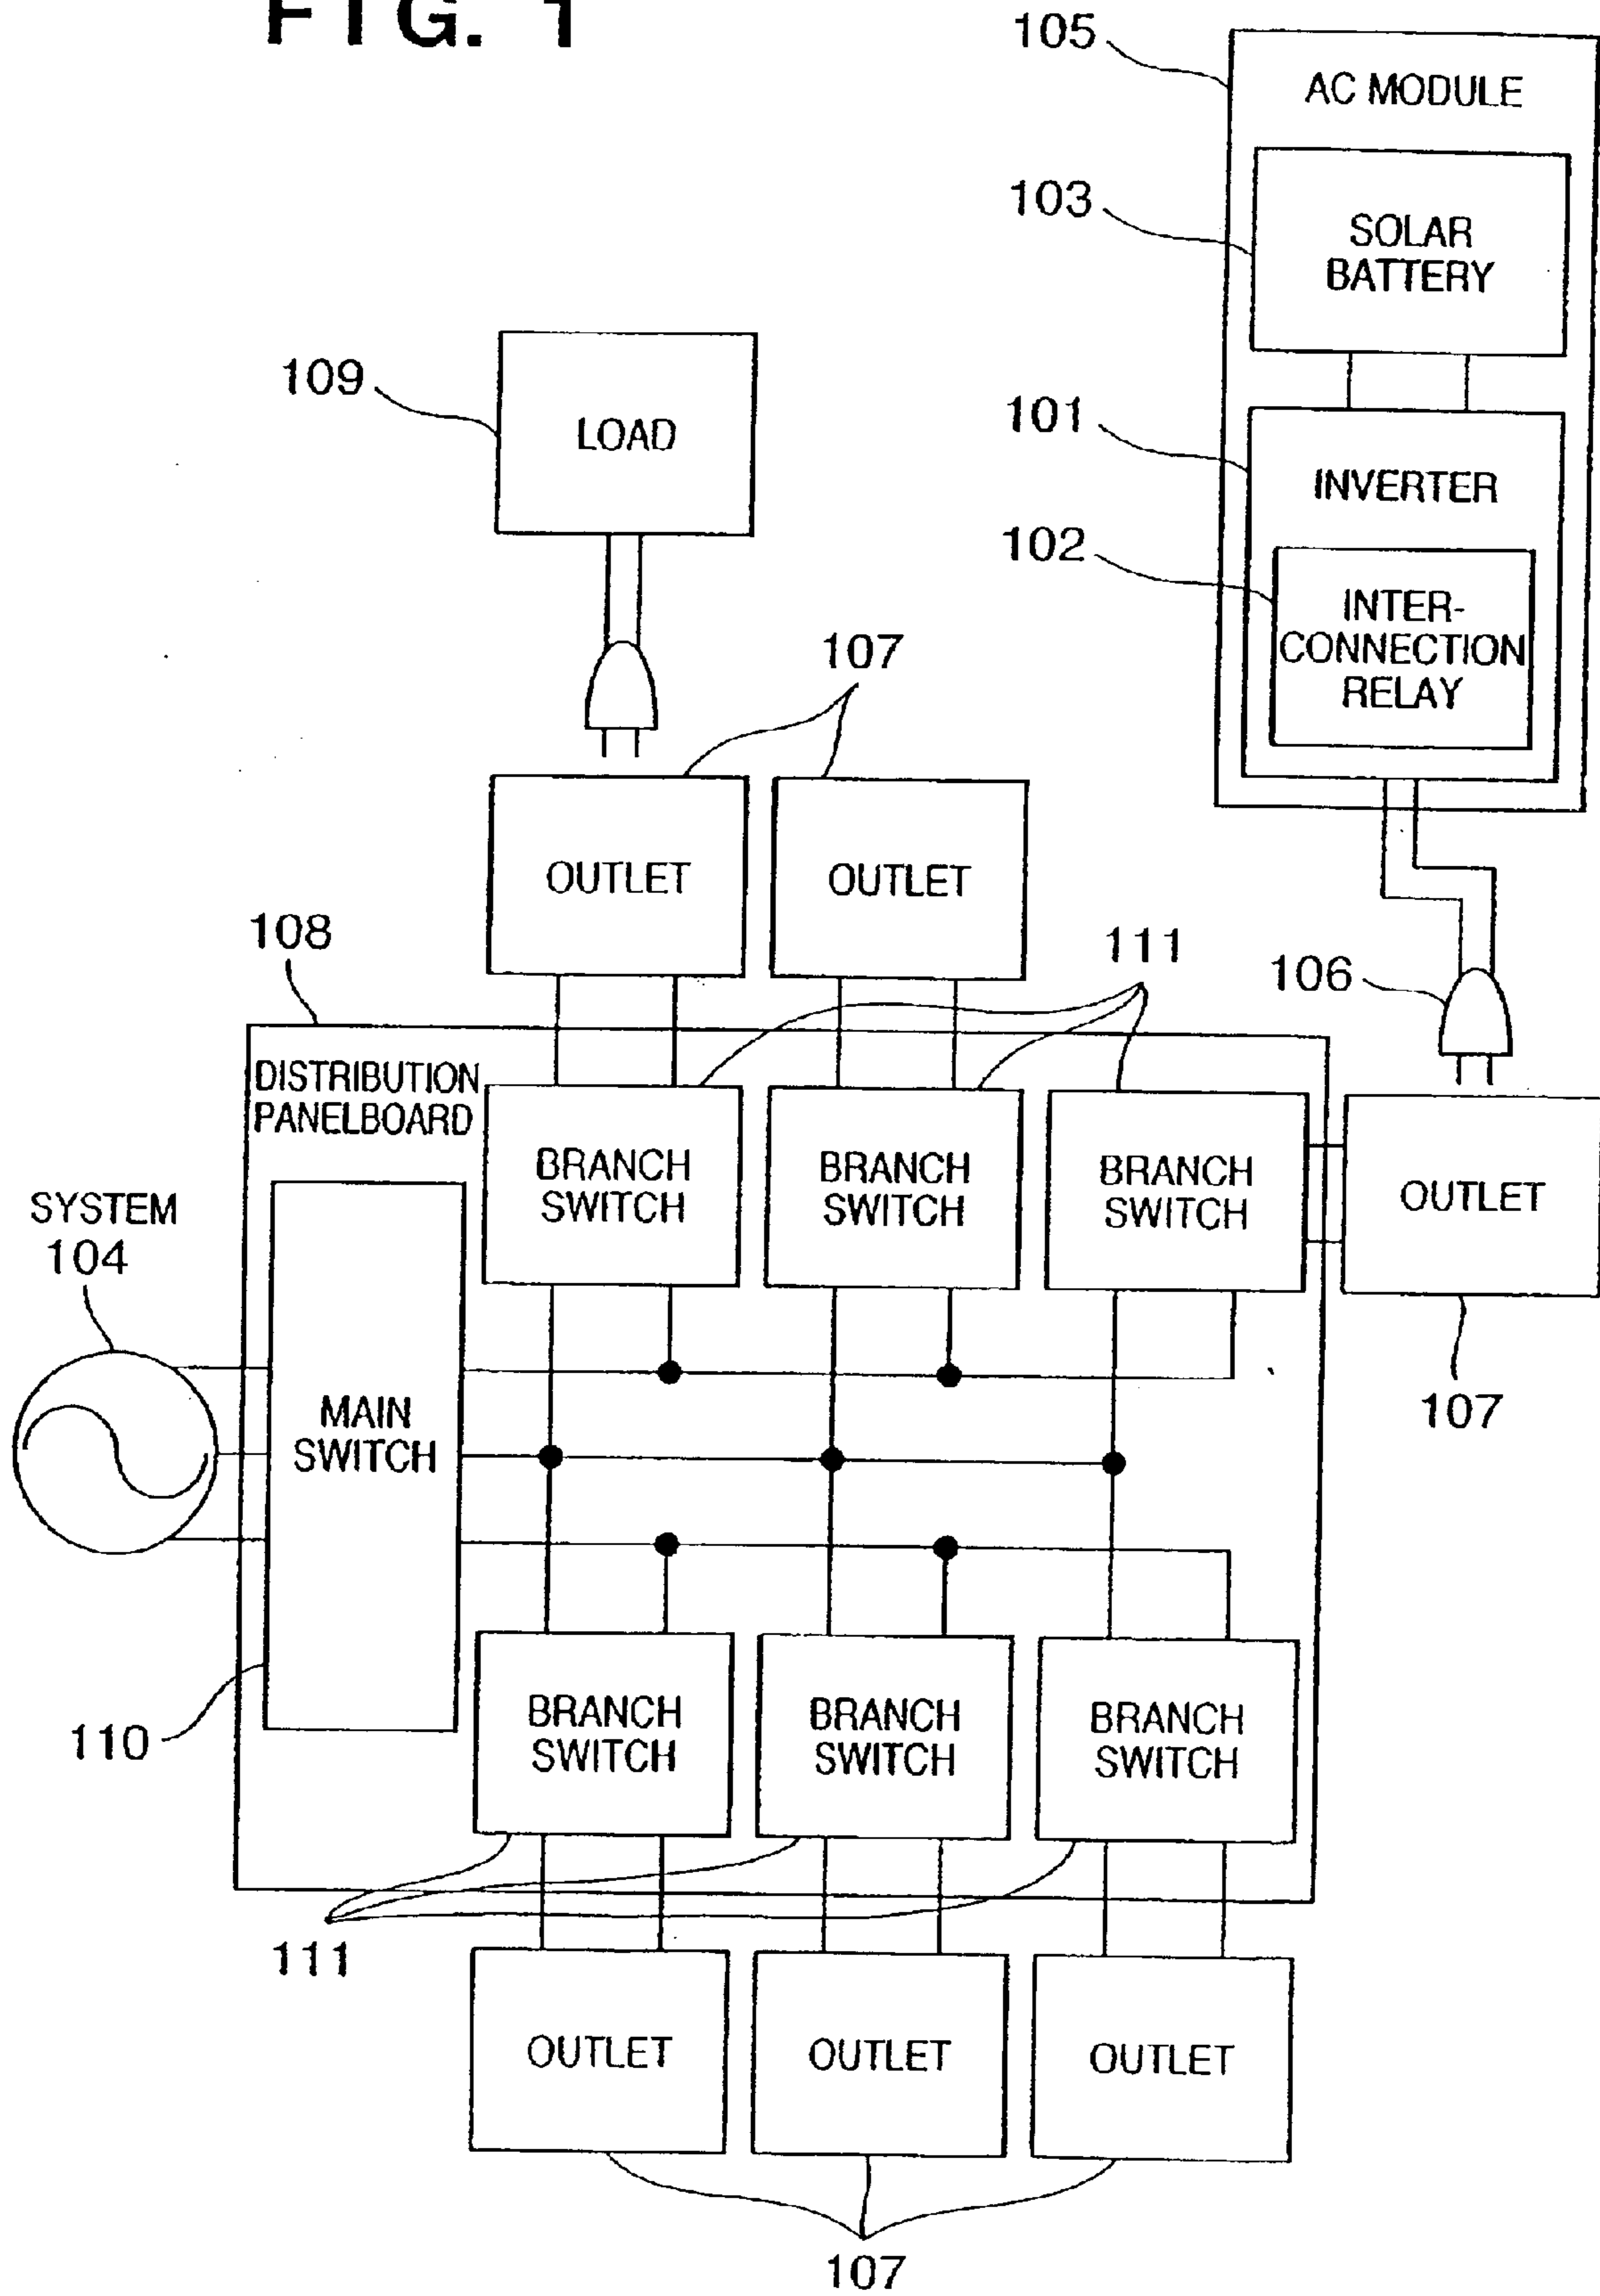 FIG. 1
105
AC MODULE
103
SOLAR
BATTERY
109
LOAD
101
INVERTER
102
INTER-
CONNECTION
RELAY
107
OUTLET
OUTLET
108
111
106
DISTRIBUTION
PANELBOARD
BRANCH
SWITCH
BRANCH
SWITCH
BRANCH
SWITCH
OUTLET
SYSTEM
104
MAIN
SWITCH
107
110
BRANCH
SWITCH
BRANCH
SWITCH
BRANCH
SWITCH
111
OUTLET
OUTLET
OUTLET
107